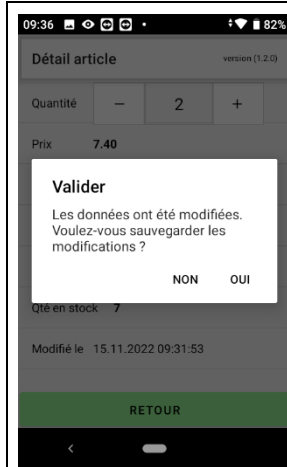 09:36 82%
Détail article version (1.2.0)
Quantité − 2 +
Prix 7.40
Valider
Les données ont été modifiées.
Voulez-vous sauvegarder les
modifications ?
NON OUI
Qté en stock 7
Modifié le 15.11.2022 09:31:53
RETOUR